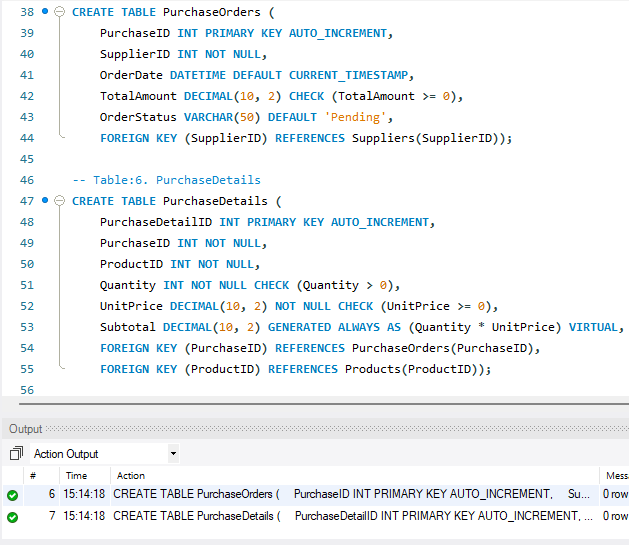 38 CREATE TABLE PurchaseOrders (
39 PurchaseID INT PRIMARY KEY AUTO_INCREMENT,
40 SupplierID INT NOT NULL,
41 OrderDate DATETIME DEFAULT CURRENT_TIMESTAMP,
42 TotalAmount DECIMAL(10, 2) CHECK (TotalAmount >= 0),
43 OrderStatus VARCHAR(50) DEFAULT 'Pending',
44 FOREIGN KEY (SupplierID) REFERENCES Suppliers(SupplierID));
45
46 -- Table:6. PurchaseDetails
47 CREATE TABLE PurchaseDetails (
48 PurchaseDetailID INT PRIMARY KEY AUTO_INCREMENT,
49 PurchaseID INT NOT NULL,
50 ProductID INT NOT NULL,
51 Quantity INT NOT NULL CHECK (Quantity > 0),
52 UnitPrice DECIMAL(10, 2) NOT NULL CHECK (UnitPrice >= 0),
53 Subtotal DECIMAL(10, 2) GENERATED ALWAYS AS (Quantity * UnitPrice) VIRTUAL,
54 FOREIGN KEY (PurchaseID) REFERENCES PurchaseOrders(PurchaseID),
55 FOREIGN KEY (ProductID) REFERENCES Products(ProductID));
56
Output
Action Output
# Time Action Messa
6 15:14:18 CREATE TABLE PurchaseOrders ( PurchaseID INT PRIMARY KEY AUTO_INCREMENT, Su... 0 row
7 15:14:18 CREATE TABLE PurchaseDetails ( PurchaseDetailID INT PRIMARY KEY AUTO_INCREMENT, ... 0 row